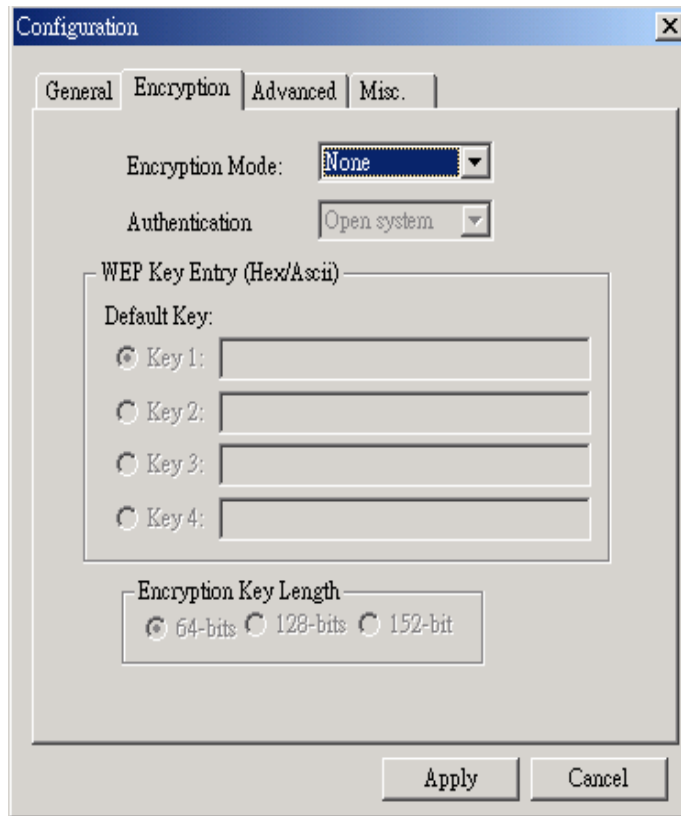 Configuration
General Encryption Advanced Misc.
Encryption Mode: None
Authentication Open system
WEP Key Entry (Hex/Ascii)
Default Key:
Key 1:
Key 2:
Key 3:
Key 4:
Encryption Key Length
64-bits 128-bits 152-bit
Apply Cancel